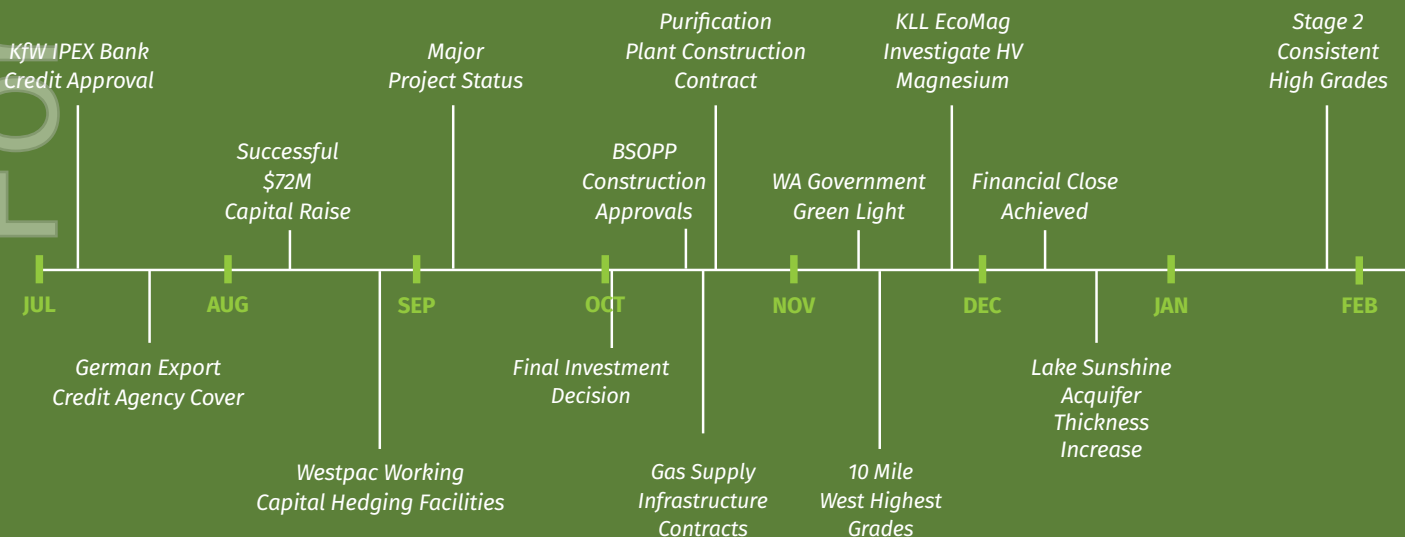 KfW IPEX Bank
Credit Approval
Major
Project Status
Purification
Plant Construction
Contract
KLL EcoMag
Investigate HV
Magnesium
Stage 2
Consistent
High Grades
Successful
$72M
Capital Raise
BSOPP
Construction
Approvals
WA Government
Green Light
Financial Close
Achieved
JUL
AUG
SEP
OCT
NOV
DEC
JAN
FEB
German Export
Credit Agency Cover
Final Investment
Decision
Lake Sunshine
Acquifer
Thickness
Increase
Westpac Working
Capital Hedging Facilities
Gas Supply
Infrastructure
Contracts
10 Mile
West Highest
Grades